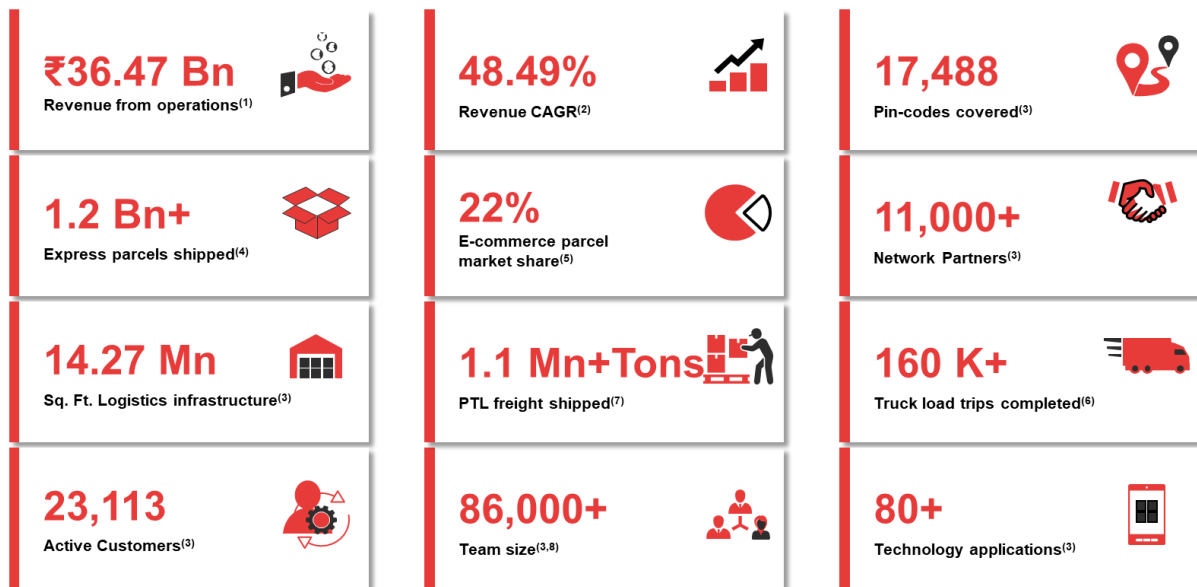 ₹36.47 Bn
Revenue from operations(1)
48.49%
Revenue CAGR(2)
17,488
Pin-codes covered(3)
1.2 Bn+
Express parcels shipped(4)
22%
E-commerce parcel
market share(5)
11,000+
Network Partners(3)
14.27 Mn
Sq. Ft. Logistics infrastructure(3)
1.1 Mn+Tons
PTL freight shipped(7)
160 K+
Truck load trips completed(6)
23,113
Active Customers(3)
86,000+
Team size(3,8)
80+
Technology applications(3)